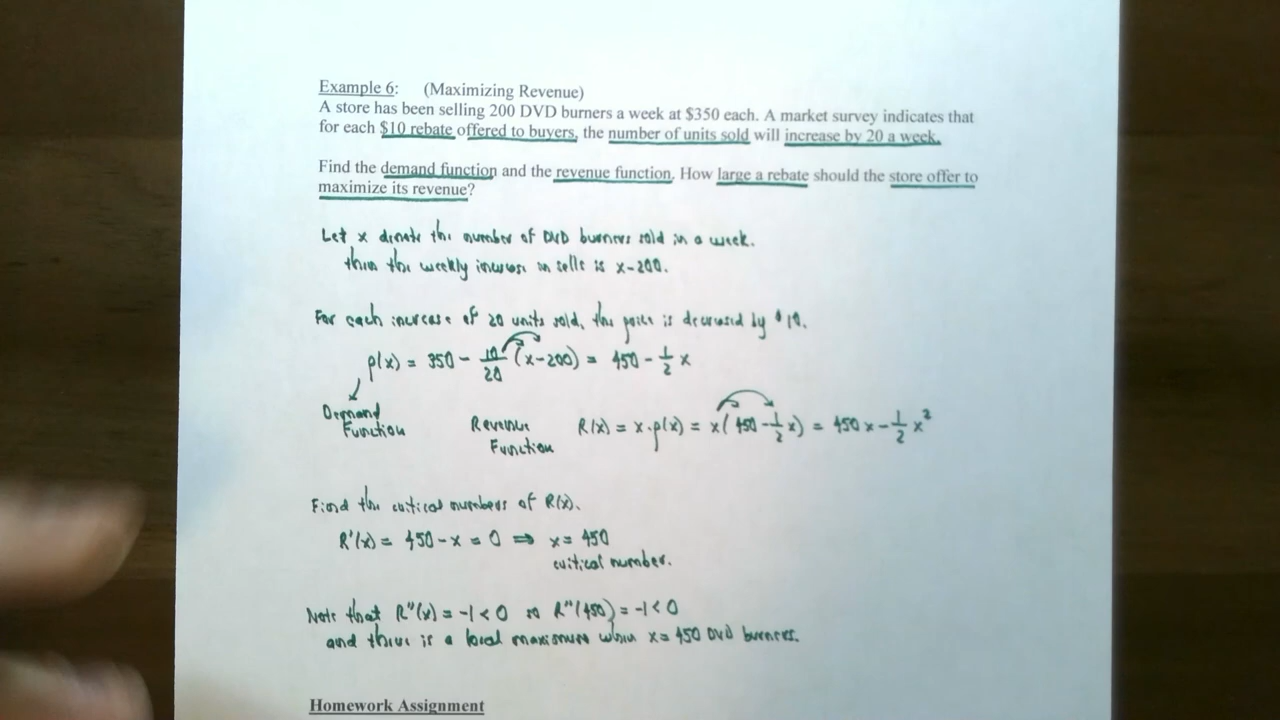 Example 6: (Maximizing Revenue)
A store has been selling 200 DVD burners a week at $350 each. A market survey indicates that
for each $10 rebate offered to buyers, the number of units sold will increase by 20 a week.
Find the demand function and the revenue function. How large a rebate should the store offer to
maximize its revenue?
Let x denote the number of DVD burners sold in a week.
then the weekly increase in sells is x-200.
For each increase of 20 units sold, the price is decreased by $10.
p(x) = 350 - 10/20 (x-200) = 450 - 1/2 x
Demand Function
Revenue Function R(x) = x·p(x) = x(450 - 1/2 x) = 450x - 1/2 x²
Find the critical numbers of R(x).
R'(x) = 450 - x = 0 ⇒ x = 450
critical number.
Note that R''(x) = -1 < 0 so R''(450) = -1 < 0
and there is a local maximum when x = 450 DVD burners.
Homework Assignment